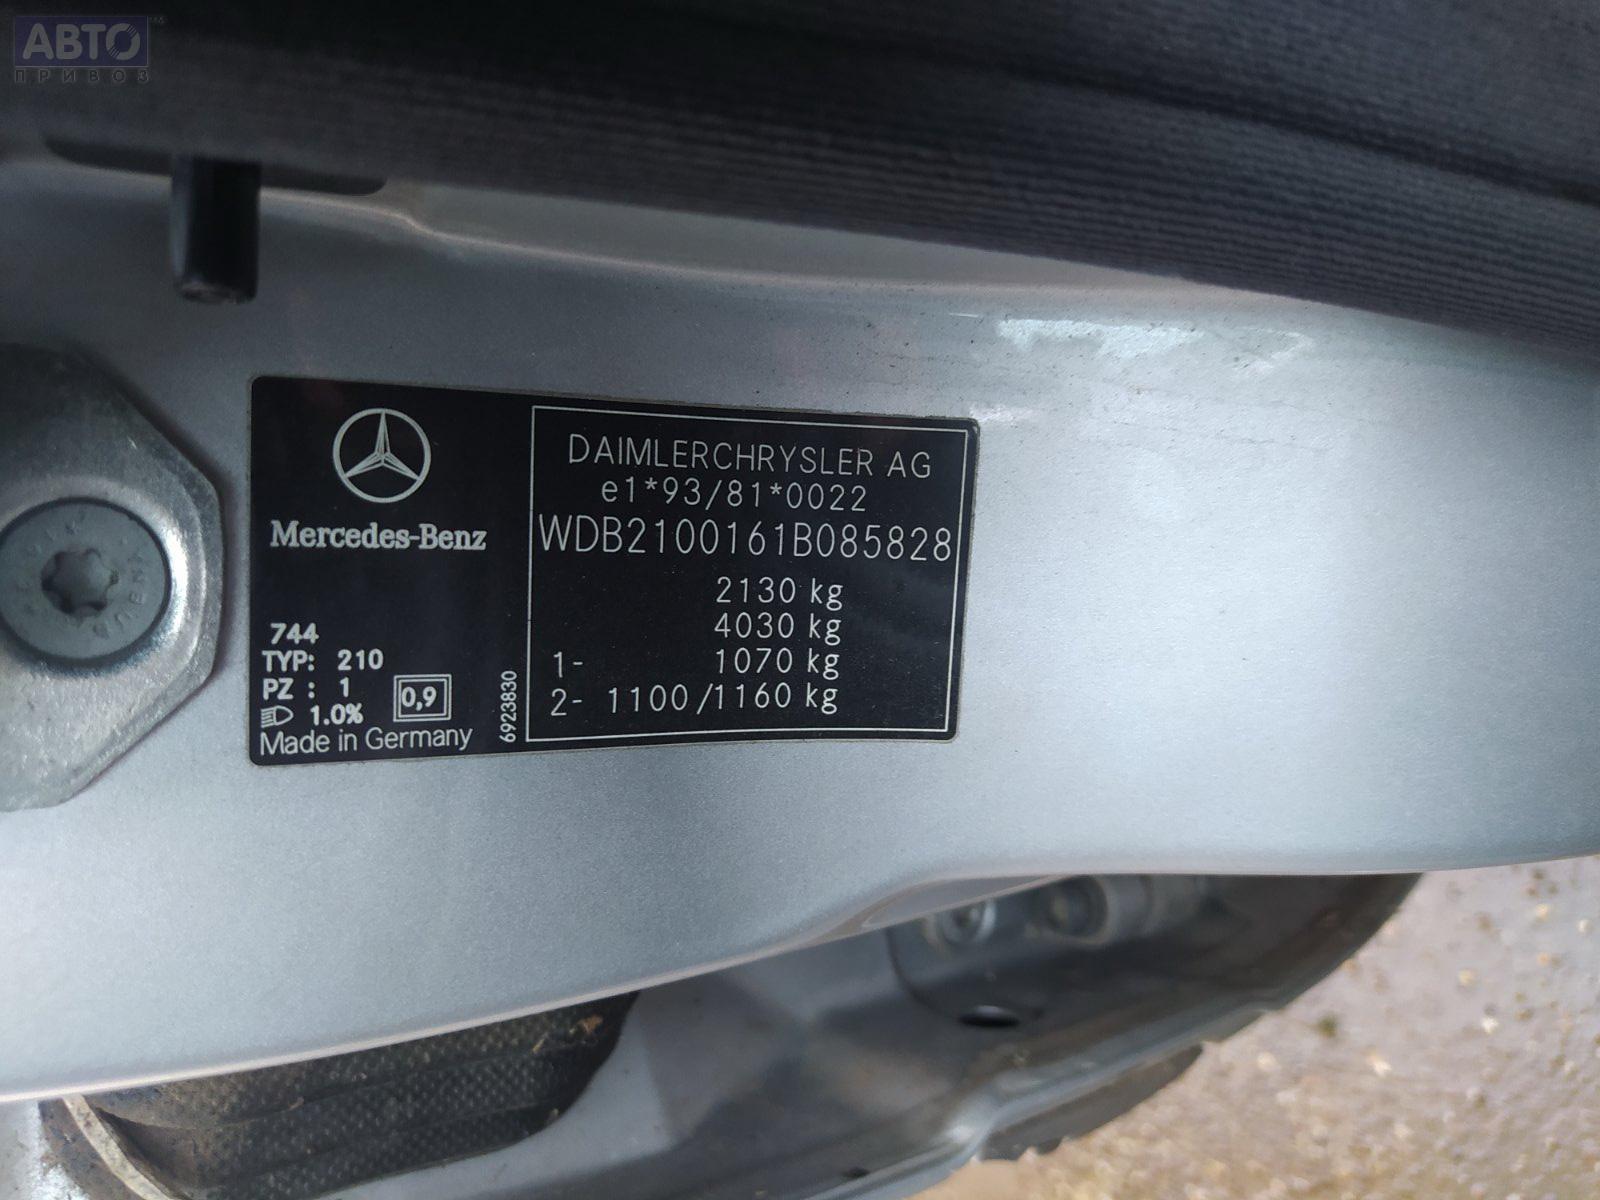 АВТО
ПРИВОЗ
Mercedes-Benz
744
TYP: 210
PZ : 1
1.0%
0,9
Made in Germany
6923830
DAIMLERCHRYSLER AG
e1*93/81*0022
WDB2100161B085828
2130 kg
4030 kg
1- 1070 kg
2- 1100/1160 kg